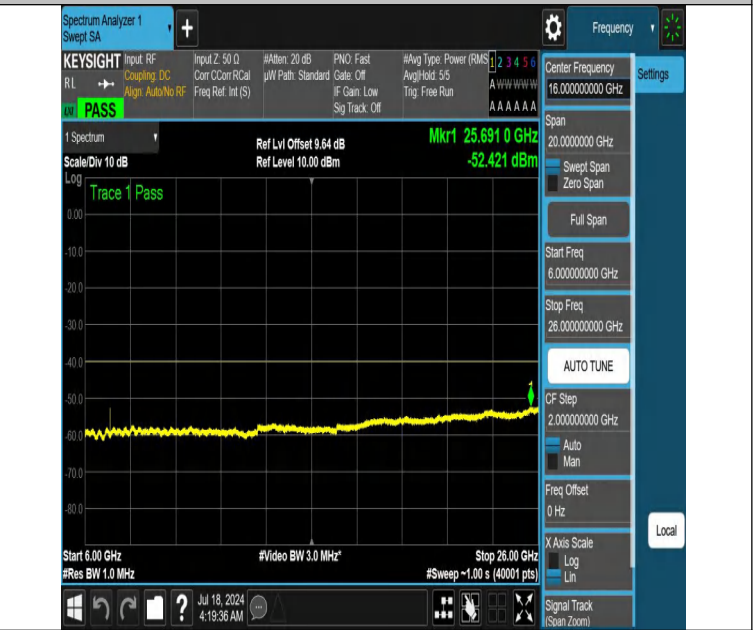 Spectrum Analyzer 1
Swept SA
+
Frequency
KEYSIGHT
RL
PASS
Input: RF
Coupling: DC
Align: Auto/No RF
Input Z: 50 Ω
Corr CCorr RCal
Freq Ref: Int (S)
#Atten: 20 dB
µW Path: Standard
PNO: Fast
Gate: Off
IF Gain: Low
Sig Track: Off
#Avg Type: Power (RMS
Avg|Hold: 5/5
Trig: Free Run
1 2 3 4 5 6
A W W W W W
A A A A A A
1 Spectrum
Scale/Div 10 dB
Ref Lvl Offset 9.64 dB
Ref Level 10.00 dBm
Mkr1 25.691 0 GHz
-52.421 dBm
Log
Trace 1 Pass
0.00
-10.0
-20.0
-30.0
-40.0
-50.0
-60.0
-70.0
-80.0
1
Start 6.00 GHz
#Res BW 1.0 MHz
#Video BW 3.0 MHz*
Stop 26.00 GHz
#Sweep ~1.00 s (40001 pts)
Jul 18, 2024
4:19:36 AM
?
Center Frequency
16.000000000 GHz
Span
20.0000000 GHz
Swept Span
Zero Span
Full Span
Start Freq
6.000000000 GHz
Stop Freq
26.000000000 GHz
AUTO TUNE
CF Step
2.000000000 GHz
Auto
Man
Freq Offset
0 Hz
X Axis Scale
Log
Lin
Signal Track
(Span Zoom)
Settings
Local